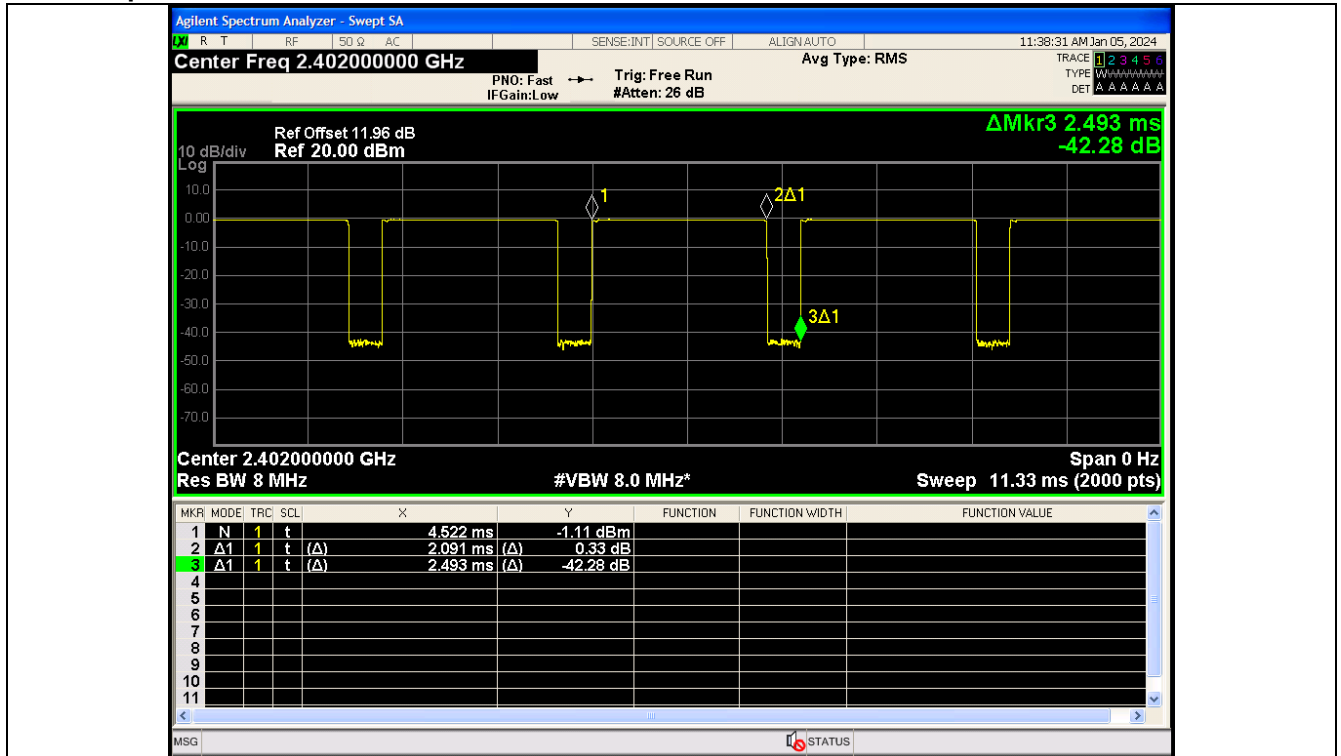 Agilent Spectrum Analyzer - Swept SA
LXI R T RF 50 Ω AC SENSE:INT SOURCE OFF ALIGN AUTO 11:38:31 AM Jan 05, 2024
Center Freq 2.402000000 GHz
Avg Type: RMS
TRACE 1 2 3 4 5 6
PNO: Fast
Trig: Free Run
TYPE
IFGain:Low
#Atten: 26 dB
DET A A A A A A
ΔMkr3 2.493 ms
-42.28 dB
Ref Offset 11.96 dB
10 dB/div Ref 20.00 dBm
Log
10.0
0.00
-10.0
-20.0
-30.0
-40.0
-50.0
-60.0
-70.0
1
2Δ1
3Δ1
Center 2.402000000 GHz Span 0 Hz
Res BW 8 MHz #VBW 8.0 MHz* Sweep 11.33 ms (2000 pts)
MKR MODE TRC SCL X Y FUNCTION FUNCTION WIDTH FUNCTION VALUE
1 N 1 t 4.522 ms -1.11 dBm
2 Δ1 1 t (Δ) 2.091 ms (Δ) 0.33 dB
3 Δ1 1 t (Δ) 2.493 ms (Δ) -42.28 dB
4
5
6
7
8
9
10
11
MSG STATUS